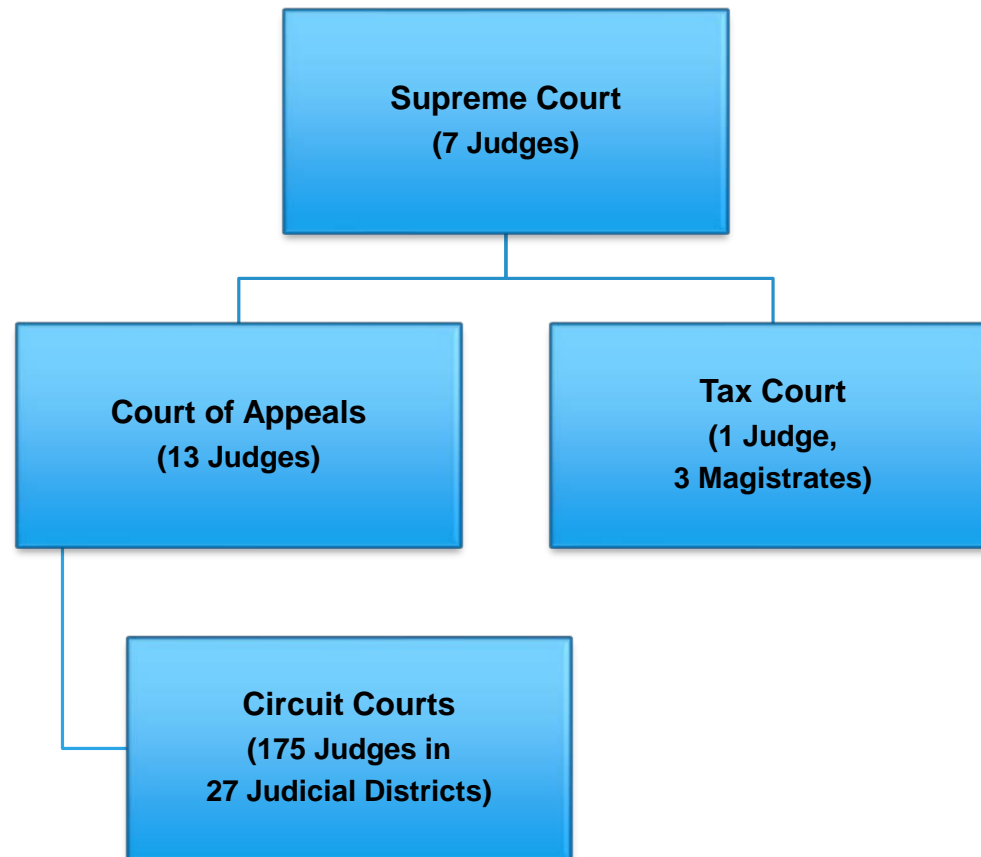 Supreme Court
(7 Judges)
Court of Appeals
(13 Judges)
Tax Court
(1 Judge,
3 Magistrates)
Circuit Courts
(175 Judges in
27 Judicial Districts)